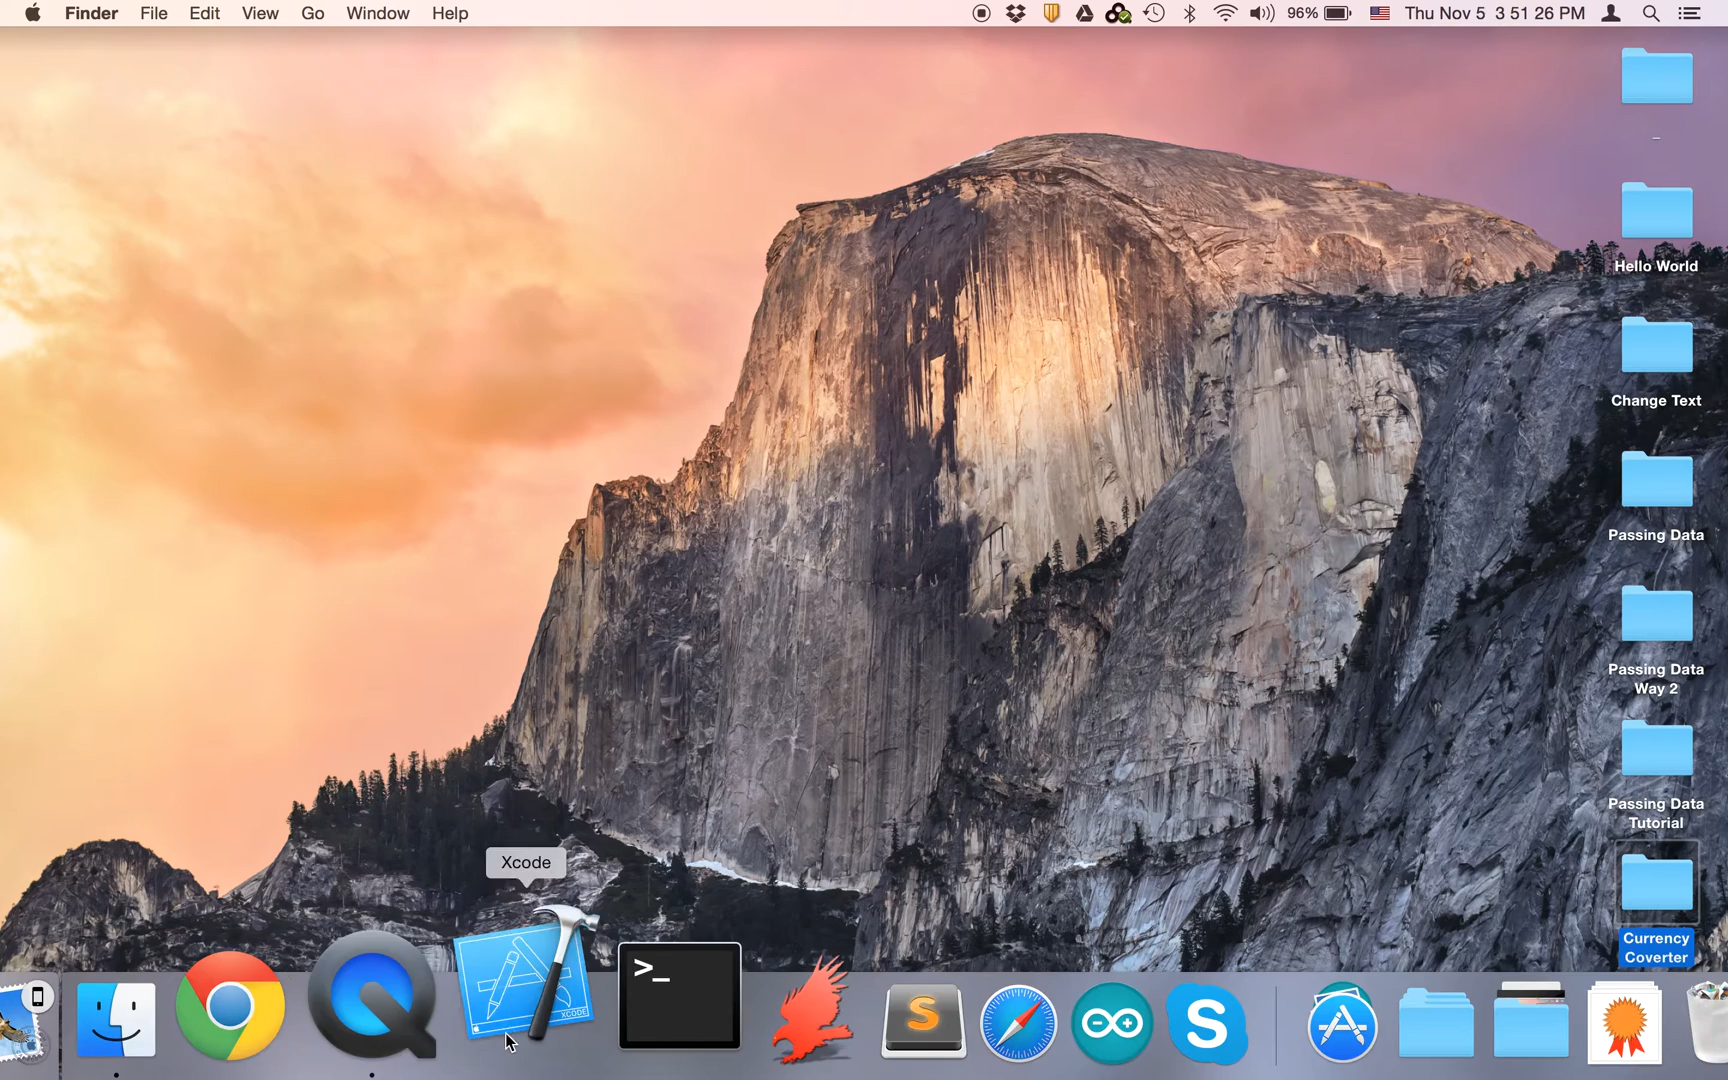 Finder File Edit View Go Window Help 96% Thu Nov 5 3 51 26 PM
Hello World
Change Text
Passing Data
Passing Data
Way 2
Passing Data
Tutorial
Currency
Coverter
Xcode
XCODE
>_
S
S